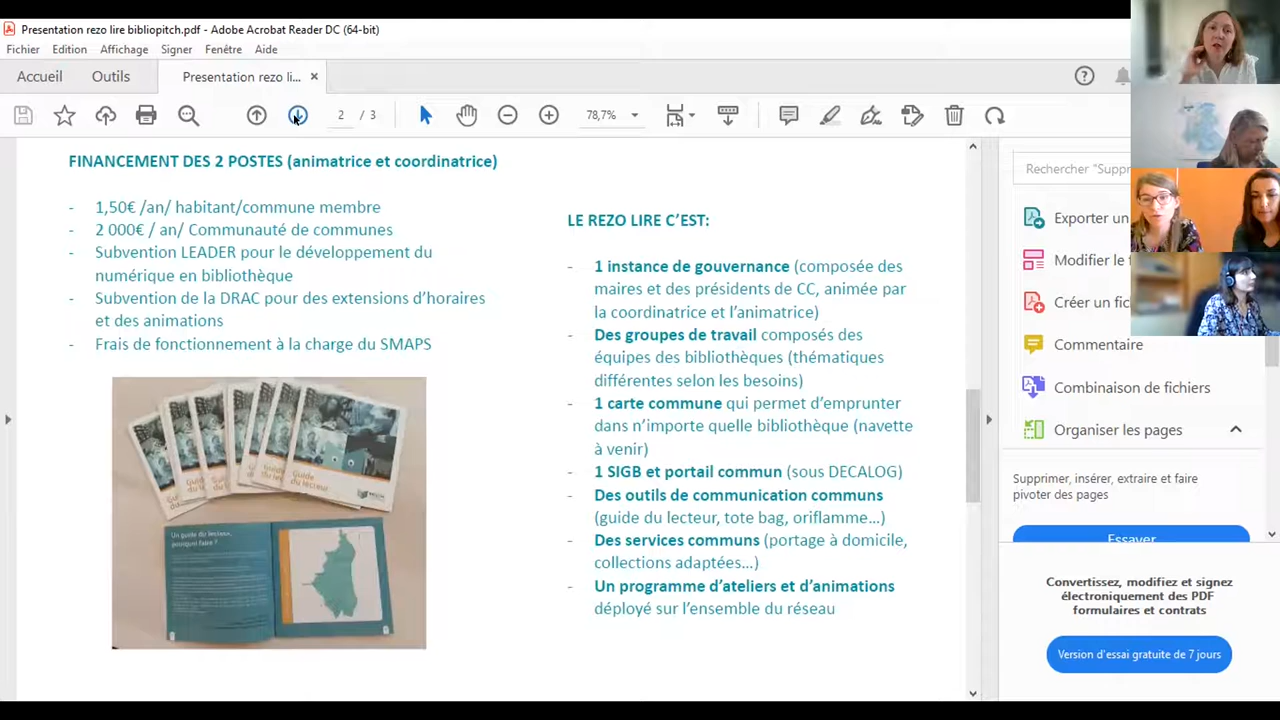 Presentation rezo lire bibliopitch.pdf - Adobe Acrobat Reader DC (64-bit)
Fichier Edition Affichage Signer Fenêtre Aide
Accueil Outils Presentation rezo li... ×
2 / 3 78,7%
FINANCEMENT DES 2 POSTES (animatrice et coordinatrice)
- 1,50€ /an/ habitant/commune membre
- 2 000€ / an/ Communauté de communes
- Subvention LEADER pour le développement du
numérique en bibliothèque
- Subvention de la DRAC pour des extensions d’horaires
et des animations
- Frais de fonctionnement à la charge du SMAPS
Guide
du lecteur
Un guide du lecteur,
pourquoi faire ?
LE REZO LIRE C’EST:
- 1 instance de gouvernance (composée des
maires et des présidents de CC, animée par
la coordinatrice et l’animatrice)
- Des groupes de travail composés des
équipes des bibliothèques (thématiques
différentes selon les besoins)
- 1 carte commune qui permet d’emprunter
dans n’importe quelle bibliothèque (navette
à venir)
- 1 SIGB et portail commun (sous DECALOG)
- Des outils de communication communs
(guide du lecteur, tote bag, oriflamme…)
- Des services communs (portage à domicile,
collections adaptées…)
- Un programme d’ateliers et d’animations
déployé sur l’ensemble du réseau
Rechercher "Suppr
Exporter un
Modifier le f
Créer un fic
Commentaire
Combinaison de fichiers
Organiser les pages
Supprimer, insérer, extraire et faire
pivoter des pages
Essayer
Convertissez, modifiez et signez
électroniquement des PDF
formulaires et contrats
Version d'essai gratuite de 7 jours